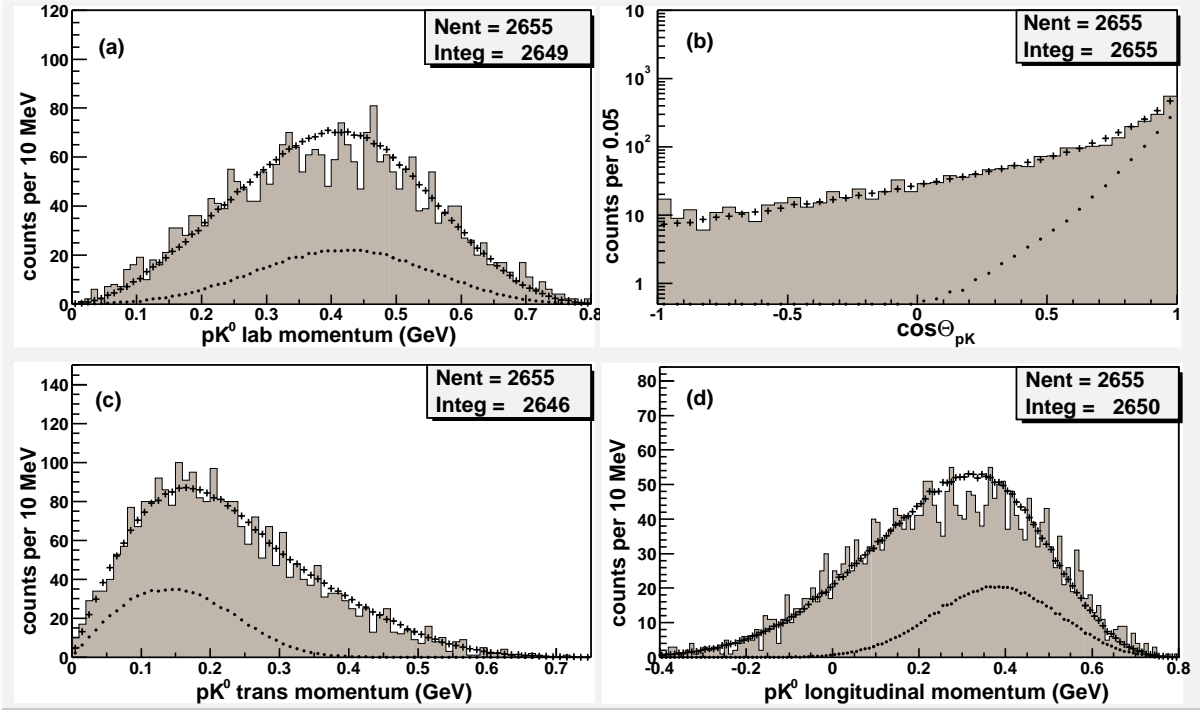 (a)
Nent = 2655
Integ = 2649
counts per 10 MeV
120
100
80
60
40
20
0
0 0.1 0.2 0.3 0.4 0.5 0.6 0.7 0.8
pK⁰ lab momentum (GeV)
(b)
Nent = 2655
Integ = 2655
counts per 0.05
10
10³
10²
10
1
-1 -0.5 0 0.5 1
cosΘpK
(c)
Nent = 2655
Integ = 2646
counts per 10 MeV
140
120
100
80
60
40
20
0
0 0.1 0.2 0.3 0.4 0.5 0.6 0.7
pK⁰ trans momentum (GeV)
(d)
Nent = 2655
Integ = 2650
counts per 10 MeV
80
70
60
50
40
30
20
10
0
-0.4 -0.2 0 0.2 0.4 0.6 0.8
pK⁰ longitudinal momentum (GeV)